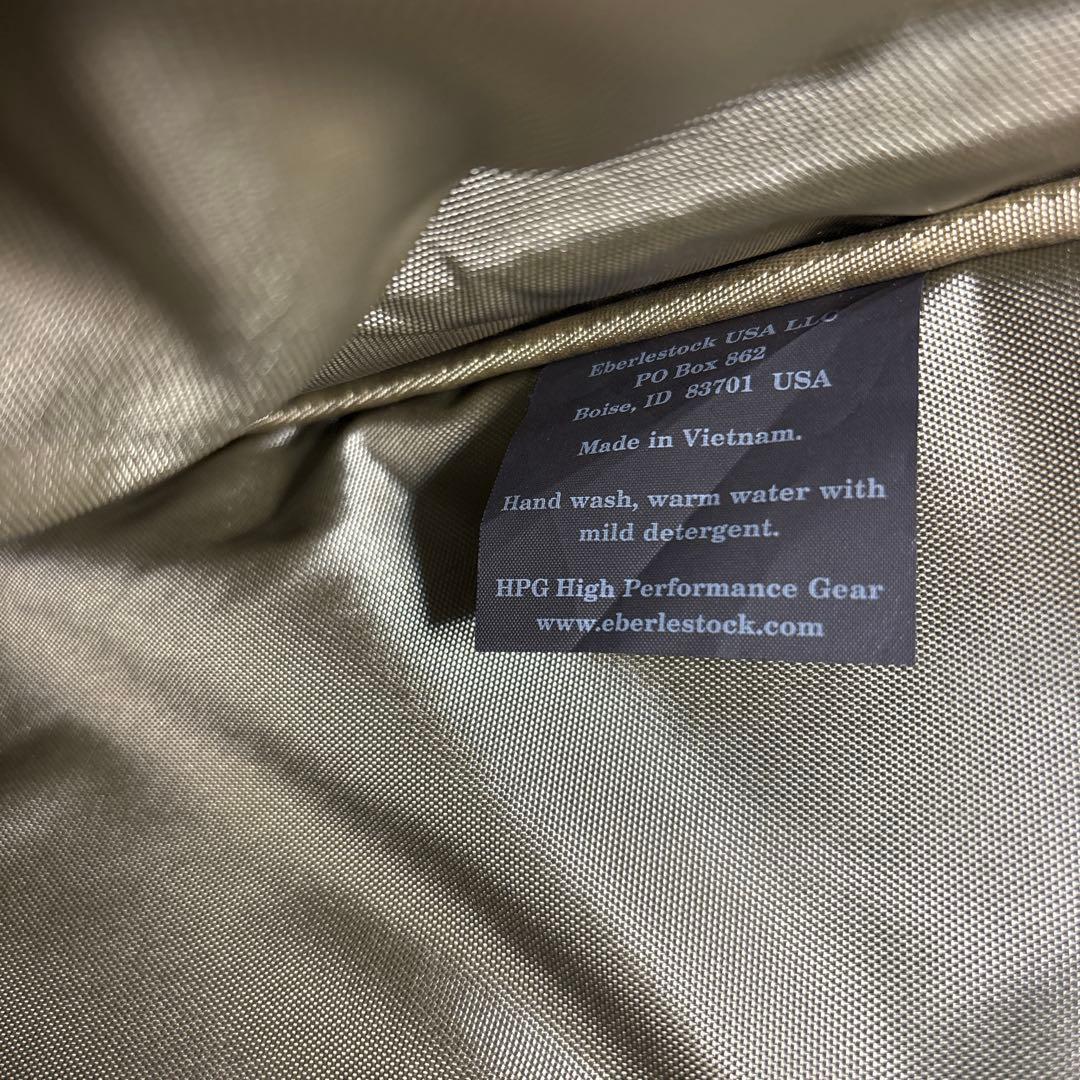 Eberlestock USA LLC
PO Box 862
Boise, ID 83701 USA
Made in Vietnam.
Hand wash, warm water with
mild detergent.
HPG High Performance Gear
www.eberlestock.com